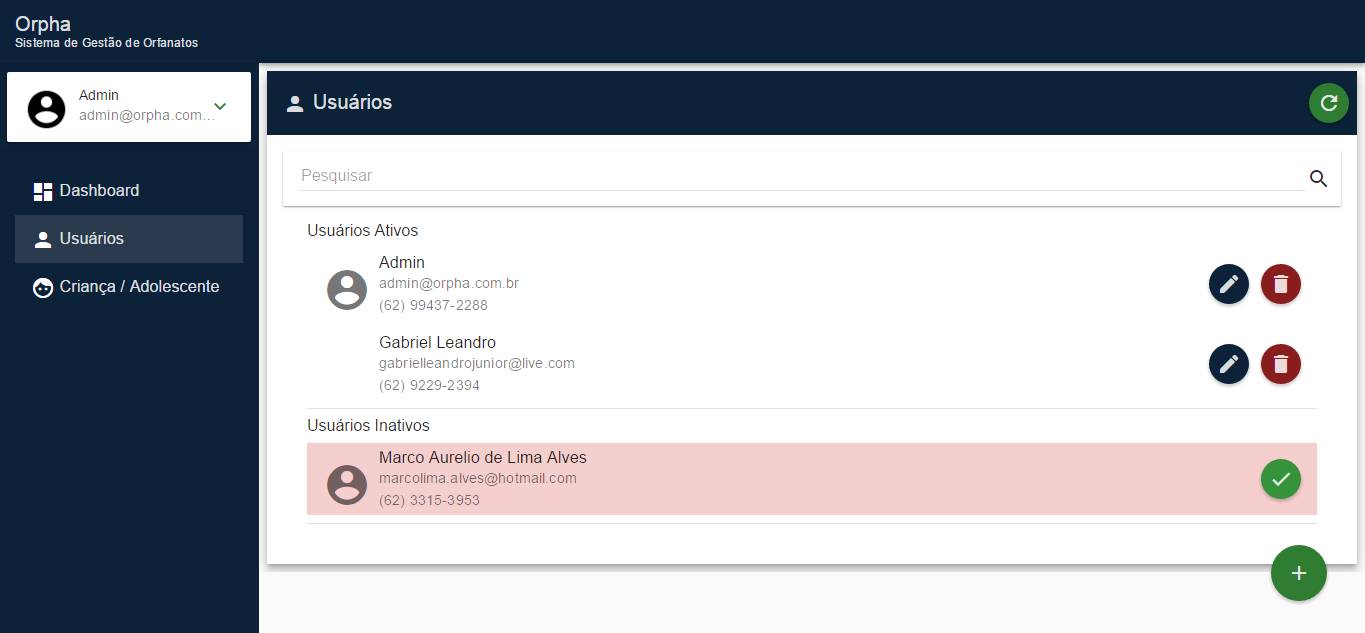 Orpha
Sistema de Gestão de Orfanatos
Admin
admin@orpha.com...
Dashboard
Usuários
Criança / Adolescente
Usuários
Pesquisar
Usuários Ativos
Admin
admin@orpha.com.br
(62) 99437-2288
Gabriel Leandro
gabrielleandrojunior@live.com
(62) 9229-2394
Usuários Inativos
Marco Aurelio de Lima Alves
marcolima.alves@hotmail.com
(62) 3315-3953